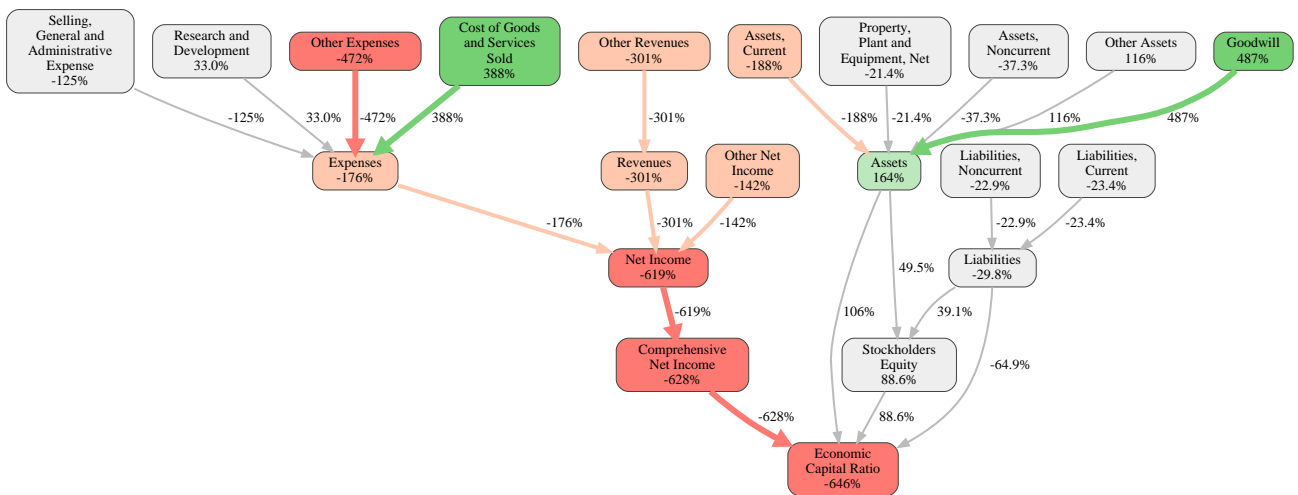 Selling,
General and
Administrative
Expense
-125%
Research and
Development
33.0%
Other Expenses
-472%
Cost of Goods
and Services
Sold
388%
Other Revenues
-301%
Assets,
Current
-188%
Property,
Plant and
Equipment, Net
-21.4%
Assets,
Noncurrent
-37.3%
Other Assets
116%
Goodwill
487%
-125%
33.0%
-472%
388%
-301%
-188%
-21.4%
-37.3%
116%
487%
Expenses
-176%
Revenues
-301%
Other Net
Income
-142%
Assets
164%
Liabilities,
Noncurrent
-22.9%
Liabilities,
Current
-23.4%
-176%
-301%
-142%
-22.9%
-23.4%
Net Income
-619%
49.5%
Liabilities
-29.8%
-619%
106%
39.1%
Comprehensive
Net Income
-628%
Stockholders
Equity
88.6%
-64.9%
-628%
88.6%
Economic
Capital Ratio
-646%